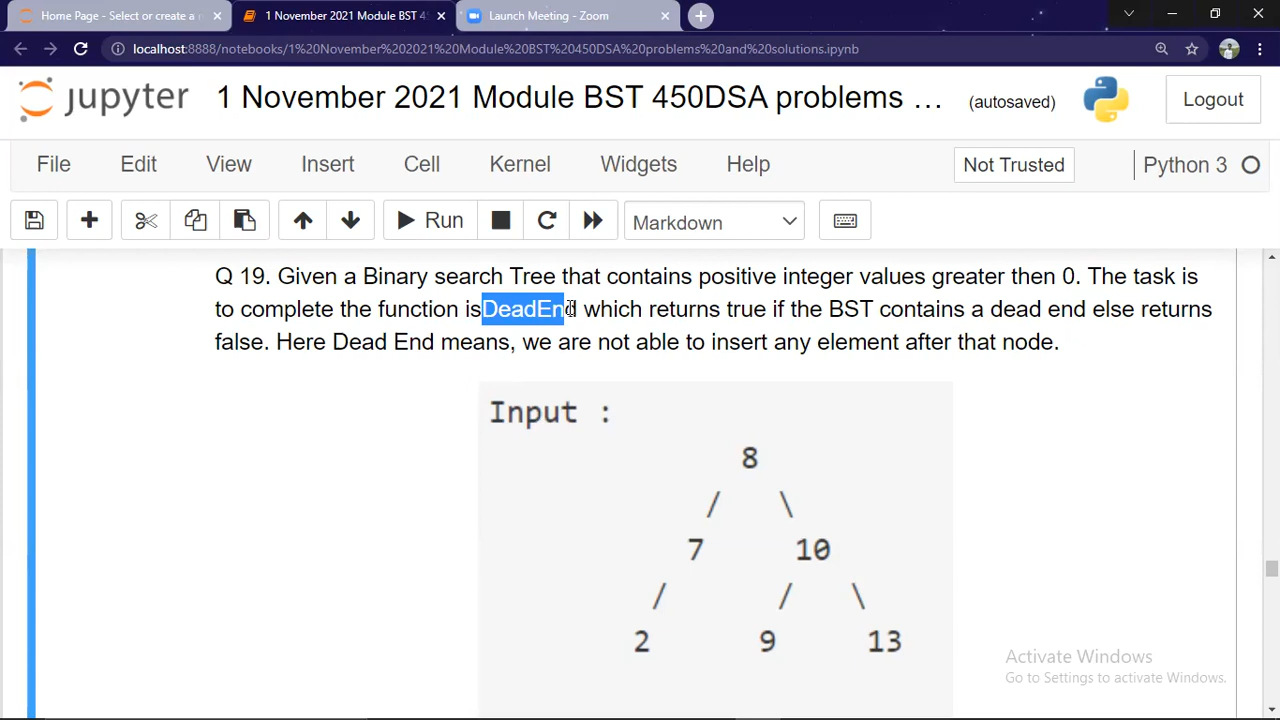 Home Page - Select or create a
1 November 2021 Module BST 4
Launch Meeting - Zoom
localhost:8888/notebooks/1%20November%202021%20Module%20BST%20450DSA%20problems%20and%20solutions.ipynb
jupyter 1 November 2021 Module BST 450DSA problems ... (autosaved) Logout
File Edit View Insert Cell Kernel Widgets Help Not Trusted Python 3
Run Markdown
Q 19. Given a Binary search Tree that contains positive integer values greater then 0. The task is
to complete the function isDeadEnd which returns true if the BST contains a dead end else returns
false. Here Dead End means, we are not able to insert any element after that node.
Input :
8
/ \
7 10
/ / \
2 9 13
Activate Windows
Go to Settings to activate Windows.